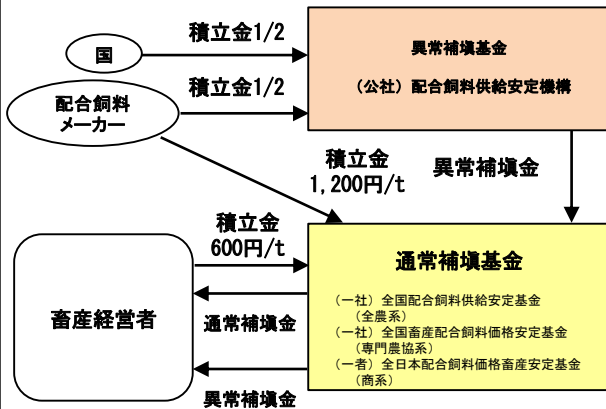 国
積立金1/2
異常補塡基金
（公社）配合飼料供給安定機構
配合飼料
メーカー
積立金1/2
積立金
1,200円/t
異常補塡金
積立金
600円/t
畜産経営者
通常補塡金
異常補塡金
通常補塡基金
（一社）全国配合飼料供給安定基金
（全農系）
（一社）全国畜産配合飼料価格安定基金
（専門農協系）
（一者）全日本配合飼料価格畜産安定基金
（商系）